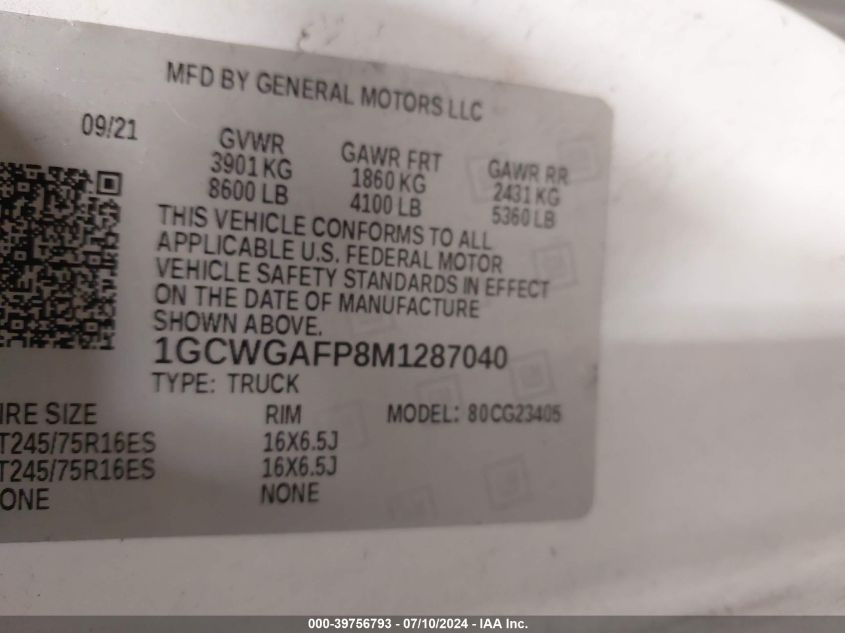 MFD BY GENERAL MOTORS LLC
09/21
GVWR GAWR FRT GAWR RR
3901 KG 1860 KG 2431 KG
8600 LB 4100 LB 5360 LB
THIS VEHICLE CONFORMS TO ALL
APPLICABLE U.S. FEDERAL MOTOR
VEHICLE SAFETY STANDARDS IN EFFECT
ON THE DATE OF MANUFACTURE
SHOWN ABOVE.
1GCWGAFP8M1287040
TYPE: TRUCK
IRE SIZE RIM MODEL: 80CG23405
T245/75R16ES 16X6.5J
T245/75R16ES 16X6.5J
ONE NONE
000-39756793 / 07/10/2024 - IAA Inc.